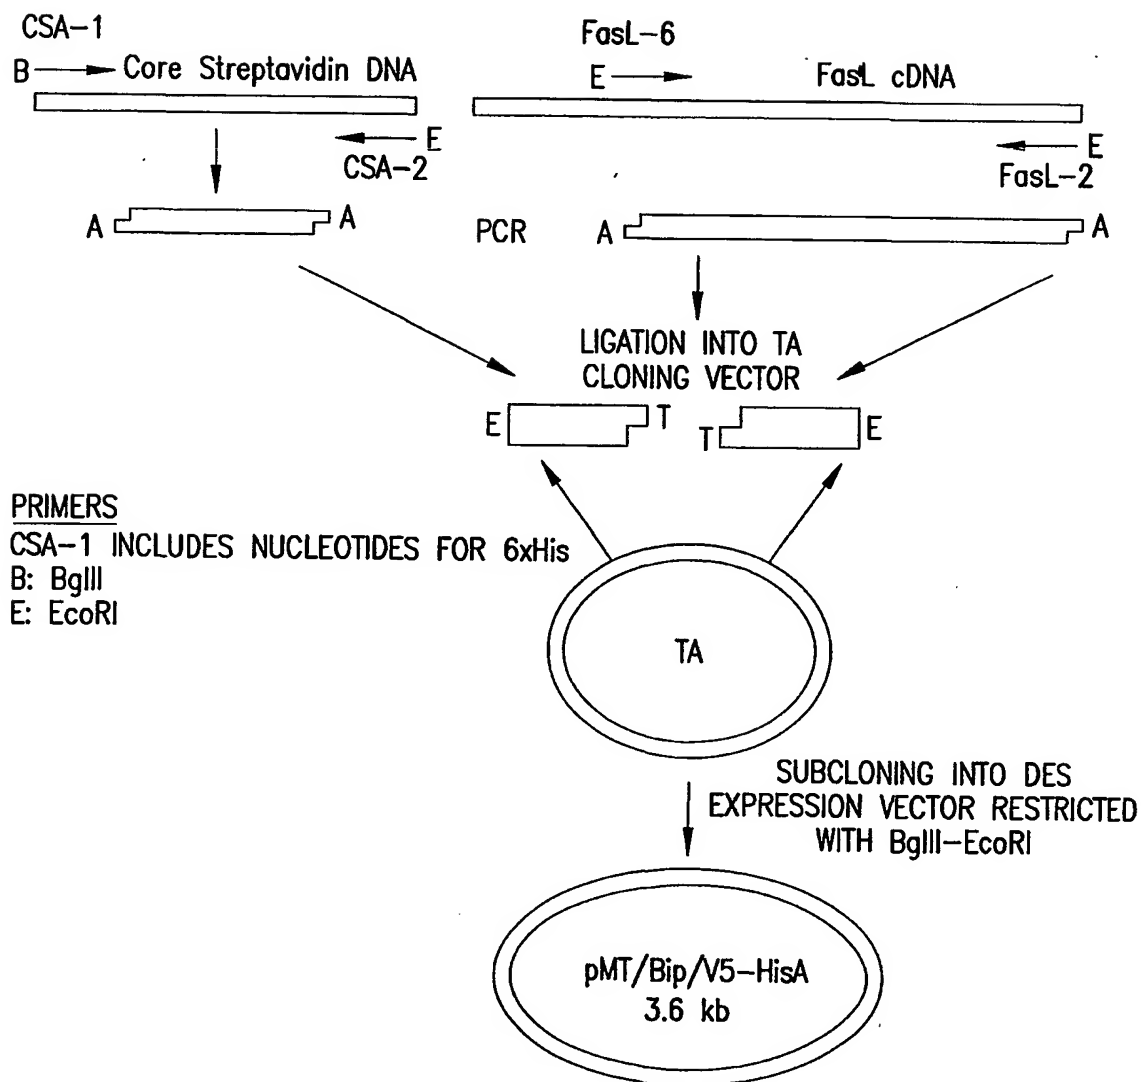 CSA-1
B
Core Streptavidin DNA
E
CSA-2
FasL-6
E
FasL cDNA
E
FasL-2
A
A
PCR
A
A
LIGATION INTO TA
CLONING VECTOR
E
T
T
E
PRIMERS
CSA-1 INCLUDES NUCLEOTIDES FOR 6xHis
B: BglII
E: EcoRI
TA
SUBCLONING INTO DES
EXPRESSION VECTOR RESTRICTED
WITH BglII-EcoRI
pMT/Bip/V5-HisA
3.6 kb